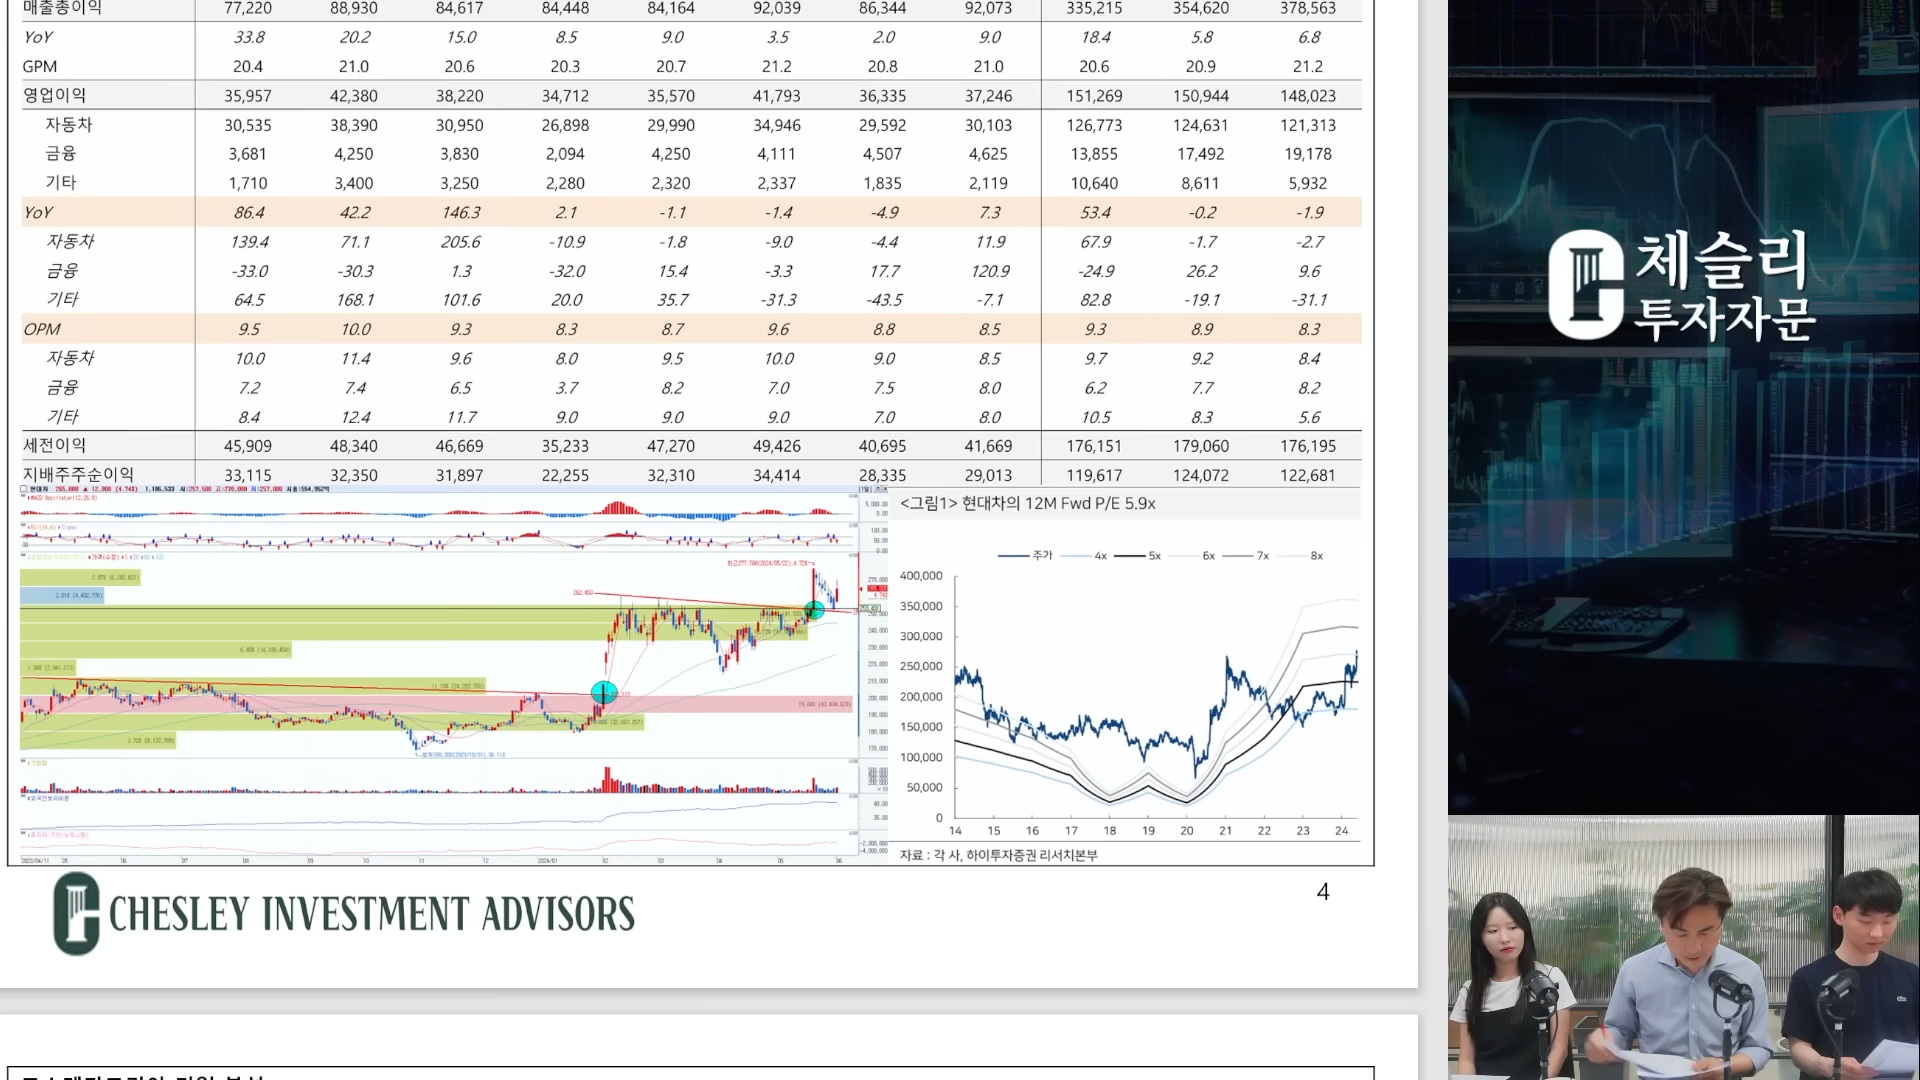 매출총이익 77,220 88,930 84,617 84,448 84,164 92,039 86,344 92,073 335,215 354,620 378,563
YoY 33.8 20.2 15.0 8.5 9.0 3.5 2.0 9.0 18.4 5.8 6.8
GPM 20.4 21.0 20.6 20.3 20.7 21.2 20.8 21.0 20.6 20.9 21.2
영업이익 35,957 42,380 38,220 34,712 35,570 41,793 36,335 37,246 151,269 150,944 148,023
자동차 30,535 38,390 30,950 26,898 29,990 34,946 29,592 30,103 126,773 124,631 121,313
금융 3,681 4,250 3,830 2,094 4,250 4,111 4,507 4,625 13,855 17,492 19,178
기타 1,710 3,400 3,250 2,280 2,320 2,337 1,835 2,119 10,640 8,611 5,932
YoY 86.4 42.2 146.3 2.1 -1.1 -1.4 -4.9 7.3 53.4 -0.2 -1.9
자동차 139.4 71.1 205.6 -10.9 -1.8 -9.0 -4.4 11.9 67.9 -1.7 -2.7
금융 -33.0 -30.3 1.3 -32.0 15.4 -3.3 17.7 120.9 -24.9 26.2 9.6
기타 64.5 168.1 101.6 20.0 35.7 -31.3 -43.5 -7.1 82.8 -19.1 -31.1
OPM 9.5 10.0 9.3 8.3 8.7 9.6 8.8 8.5 9.3 8.9 8.3
자동차 10.0 11.4 9.6 8.0 9.5 10.0 9.0 8.5 9.7 9.2 8.4
금융 7.2 7.4 6.5 3.7 8.2 7.0 7.5 8.0 6.2 7.7 8.2
기타 8.4 12.4 11.7 9.0 9.0 9.0 7.0 8.0 10.5 8.3 5.6
세전이익 45,909 48,340 46,669 35,233 47,270 49,426 40,695 41,669 176,151 179,060 176,195
지배주주순이익 33,115 32,350 31,897 22,255 32,310 34,414 28,335 29,013 119,617 124,072 122,681
<그림1> 현대차의 12M Fwd P/E 5.9x
주가 4x 5x 6x 7x 8x
400,000
350,000
300,000
250,000
200,000
150,000
100,000
50,000
0
14 15 16 17 18 19 20 21 22 23 24
자료 : 각 사, 하이투자증권 리서치본부
CHESLEY INVESTMENT ADVISORS
4
체슬리
투자자문